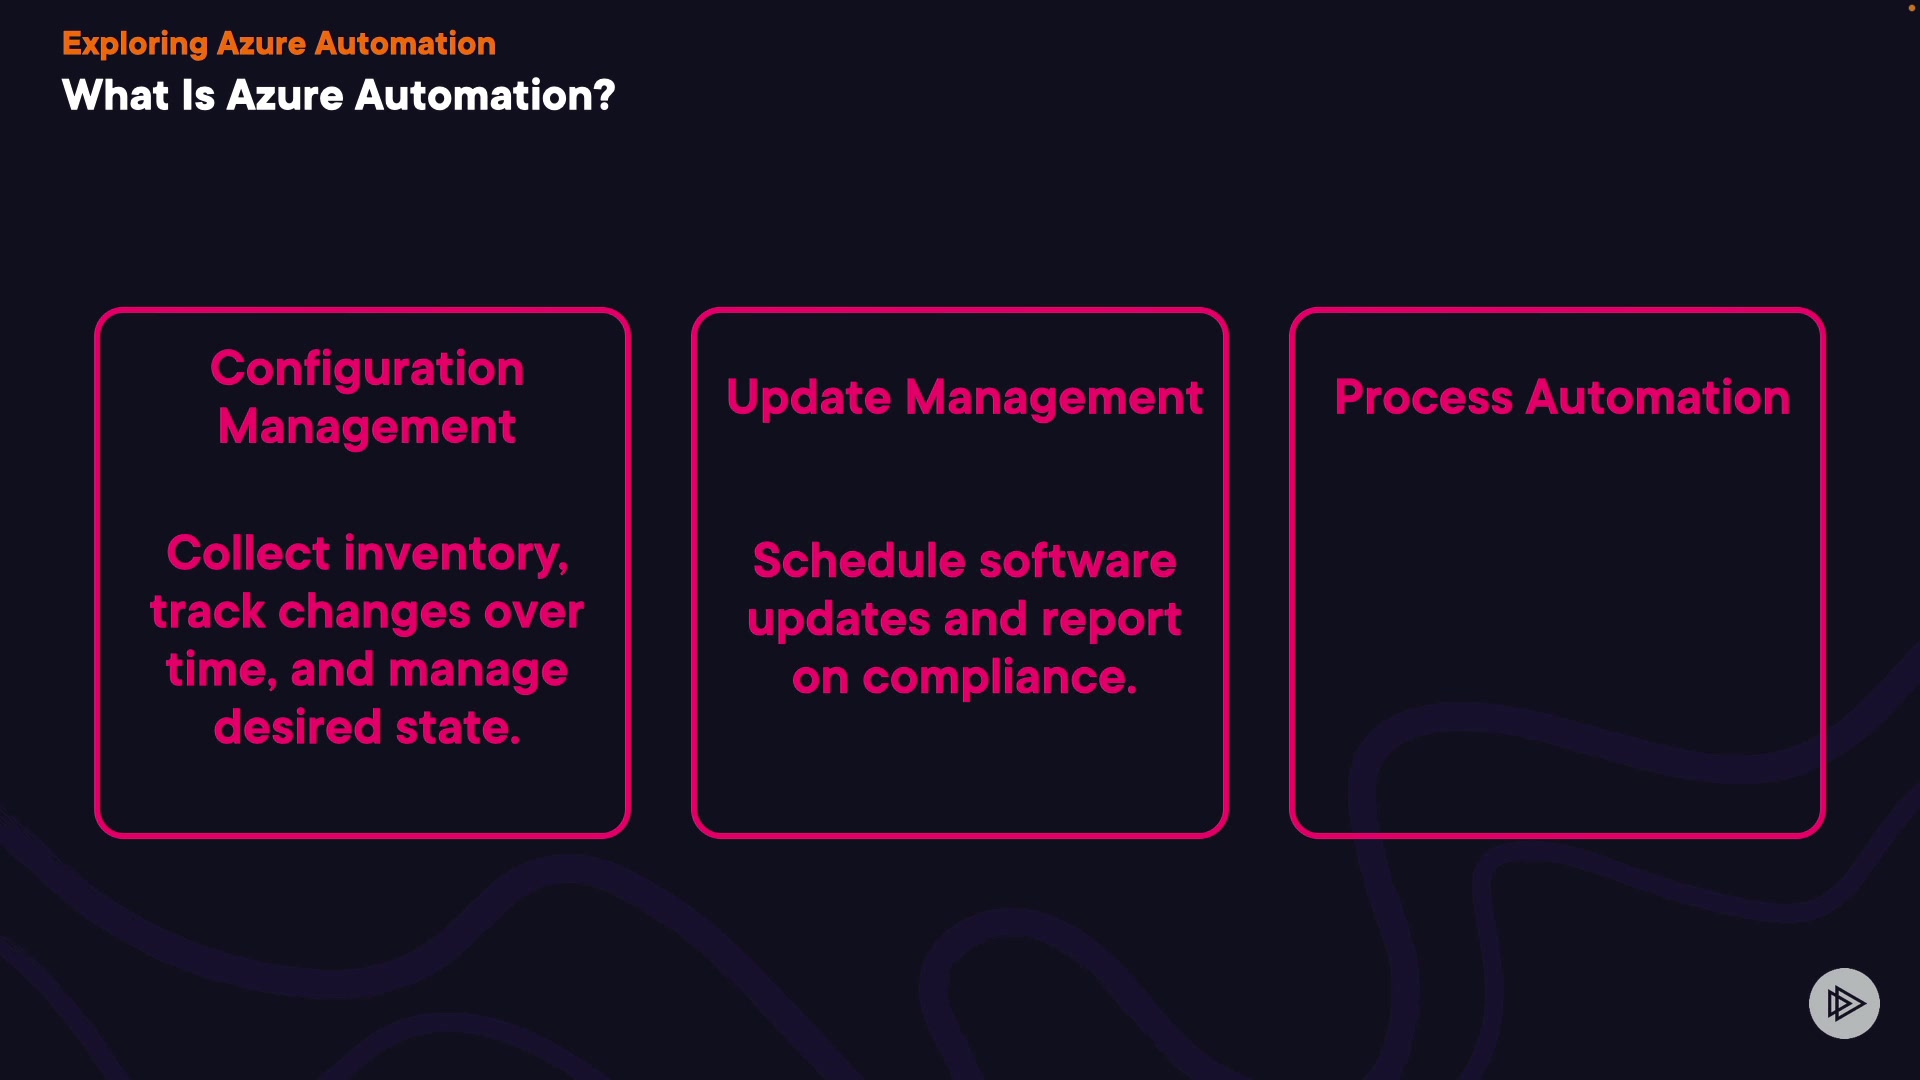 Exploring Azure Automation
What Is Azure Automation?
Configuration
Management
Collect inventory,
track changes over
time, and manage
desired state.
Update Management
Schedule software
updates and report
on compliance.
Process Automation